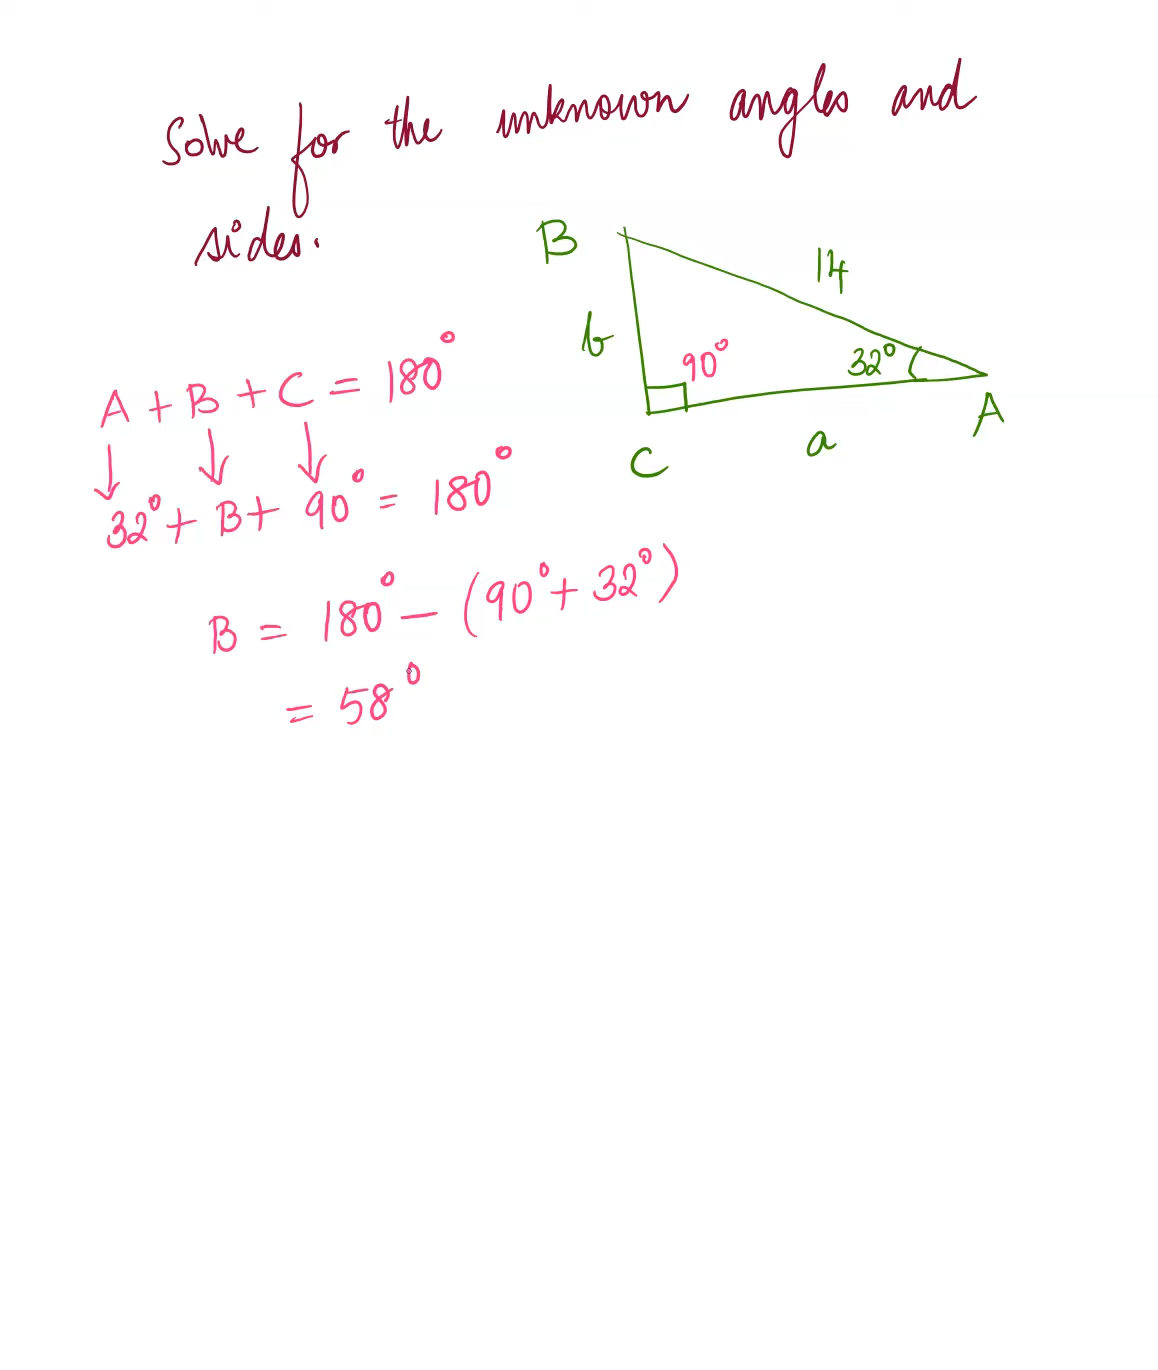 Solve for the unknown angles and
sides.
B
14
b
90°
32°
A
C
a
A + B + C = 180°
↓ ↓ ↓
32° + B + 90° = 180°
B = 180° - (90° + 32°)
= 58°